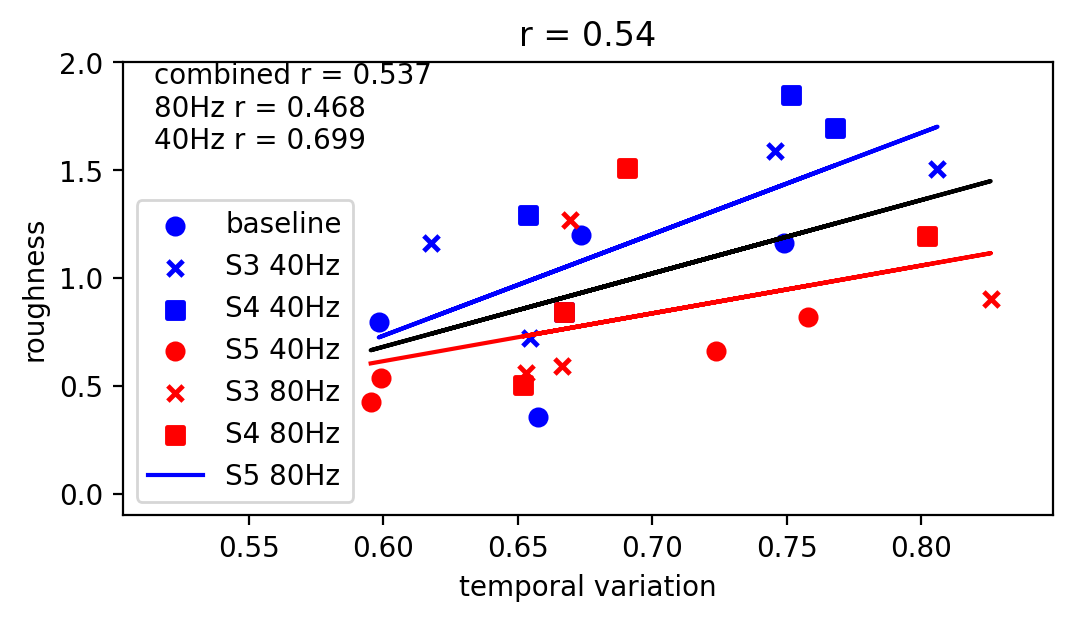 r = 0.54
combined r = 0.537
80Hz r = 0.468
40Hz r = 0.699
baseline
S3 40Hz
S4 40Hz
S5 40Hz
S3 80Hz
S4 80Hz
S5 80Hz
roughness
2.0
1.5
1.0
0.5
0.0
0.55 0.60 0.65 0.70 0.75 0.80
temporal variation